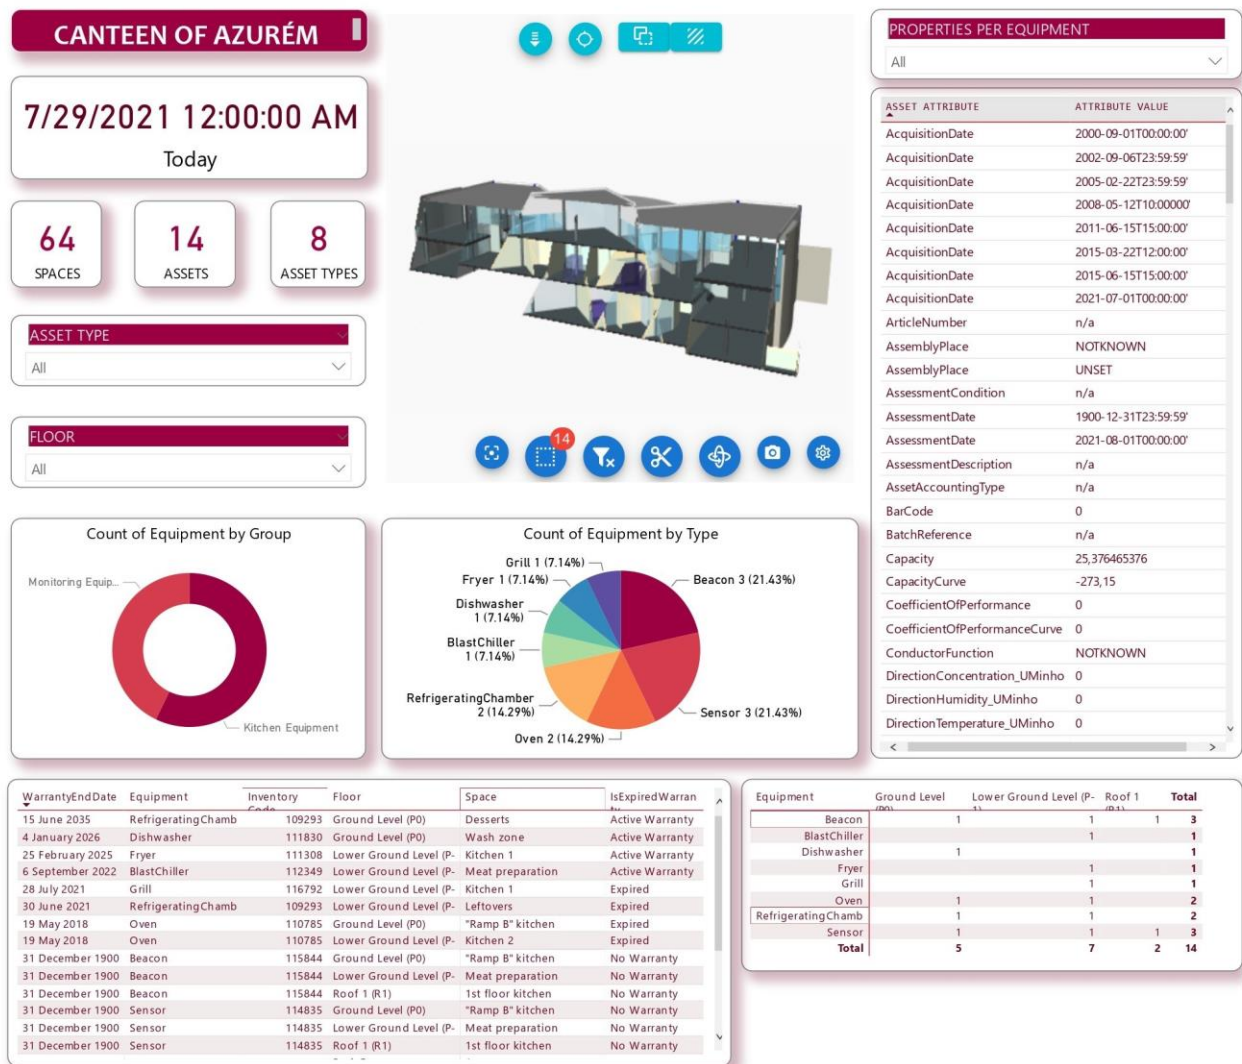 CANTEEN OF AZURÉM
7/29/2021 12:00:00 AM
Today
64
SPACES
14
ASSETS
8
ASSET TYPES
ASSET TYPE
All
FLOOR
All
14
PROPERTIES PER EQUIPMENT
All
ASSET ATTRIBUTE ATTRIBUTE VALUE
AcquisitionDate 2000-09-01T00:00:00'
AcquisitionDate 2002-09-06T23:59:59'
AcquisitionDate 2005-02-22T23:59:59'
AcquisitionDate 2008-05-12T10:00000'
AcquisitionDate 2011-06-15T15:00:00'
AcquisitionDate 2015-03-22T12:00:00'
AcquisitionDate 2015-06-15T15:00:00'
AcquisitionDate 2021-07-01T00:00:00'
ArticleNumber n/a
AssemblyPlace NOTKNOWN
AssemblyPlace UNSET
AssessmentCondition n/a
AssessmentDate 1900-12-31T23:59:59'
AssessmentDate 2021-08-01T00:00:00'
AssessmentDescription n/a
AssetAccountingType n/a
BarCode 0
BatchReference n/a
Capacity 25,376465376
CapacityCurve -273,15
CoefficientOfPerformance 0
CoefficientOfPerformanceCurve 0
ConductorFunction NOTKNOWN
DirectionConcentration_UMinho 0
DirectionHumidity_UMinho 0
DirectionTemperature_UMinho 0
Count of Equipment by Group
Monitoring Equip...
Kitchen Equipment
Count of Equipment by Type
Grill 1 (7.14%)
Fryer 1 (7.14%)
Dishwasher
1 (7.14%)
BlastChiller
1 (7.14%)
RefrigeratingChamber
2 (14.29%)
Oven 2 (14.29%)
Beacon 3 (21.43%)
Sensor 3 (21.43%)
WarrantyEndDate Equipment Inventory Floor Space IsExpiredWarran
15 June 2035 RefrigeratingChamb 109293 Ground Level (P0) Desserts Active Warranty
4 January 2026 Dishwasher 111830 Ground Level (P0) Wash zone Active Warranty
25 February 2025 Fryer 111308 Lower Ground Level (P- Kitchen 1 Active Warranty
6 September 2022 BlastChiller 112349 Lower Ground Level (P- Meat preparation Active Warranty
28 July 2021 Grill 116792 Lower Ground Level (P- Kitchen 1 Expired
30 June 2021 RefrigeratingChamb 109293 Lower Ground Level (P- Leftovers Expired
19 May 2018 Oven 110785 Ground Level (P0) "Ramp B" kitchen Expired
19 May 2018 Oven 110785 Lower Ground Level (P- Kitchen 2 Expired
31 December 1900 Beacon 115844 Ground Level (P0) "Ramp B" kitchen No Warranty
31 December 1900 Beacon 115844 Lower Ground Level (P- Meat preparation No Warranty
31 December 1900 Beacon 115844 Roof 1 (R1) 1st floor kitchen No Warranty
31 December 1900 Sensor 114835 Ground Level (P0) "Ramp B" kitchen No Warranty
31 December 1900 Sensor 114835 Lower Ground Level (P- Meat preparation No Warranty
31 December 1900 Sensor 114835 Roof 1 (R1) 1st floor kitchen No Warranty
Equipment Ground Level Lower Ground Level (P- Roof 1 Total
Beacon 1 1 1 3
BlastChiller 1 1
Dishwasher 1 1
Fryer 1 1
Grill 1 1
Oven 1 1 2
RefrigeratingChamb 1 1 2
Sensor 1 1 1 3
Total 5 7 2 14